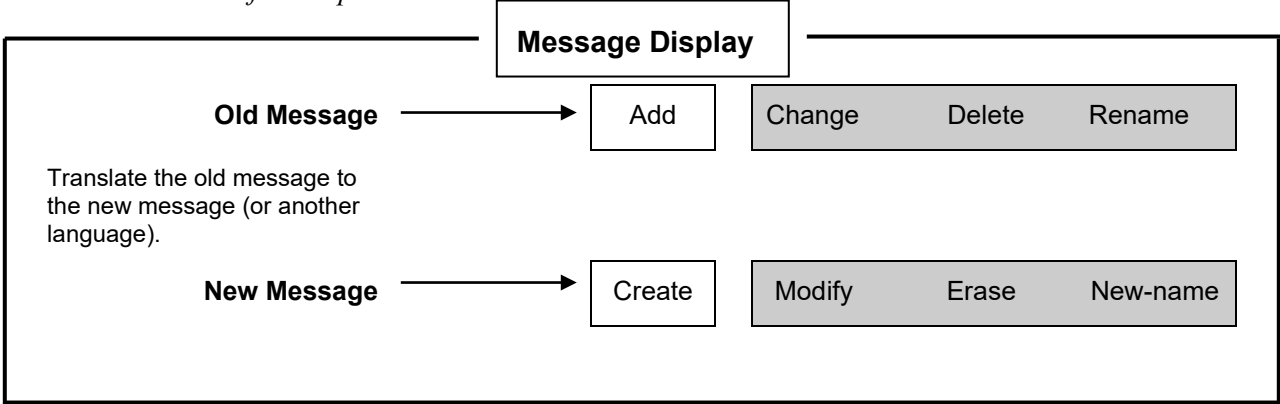 Message Display
Old Message
Add
Change Delete Rename
Translate the old message to
the new message (or another
language).
New Message
Create
Modify Erase New-name